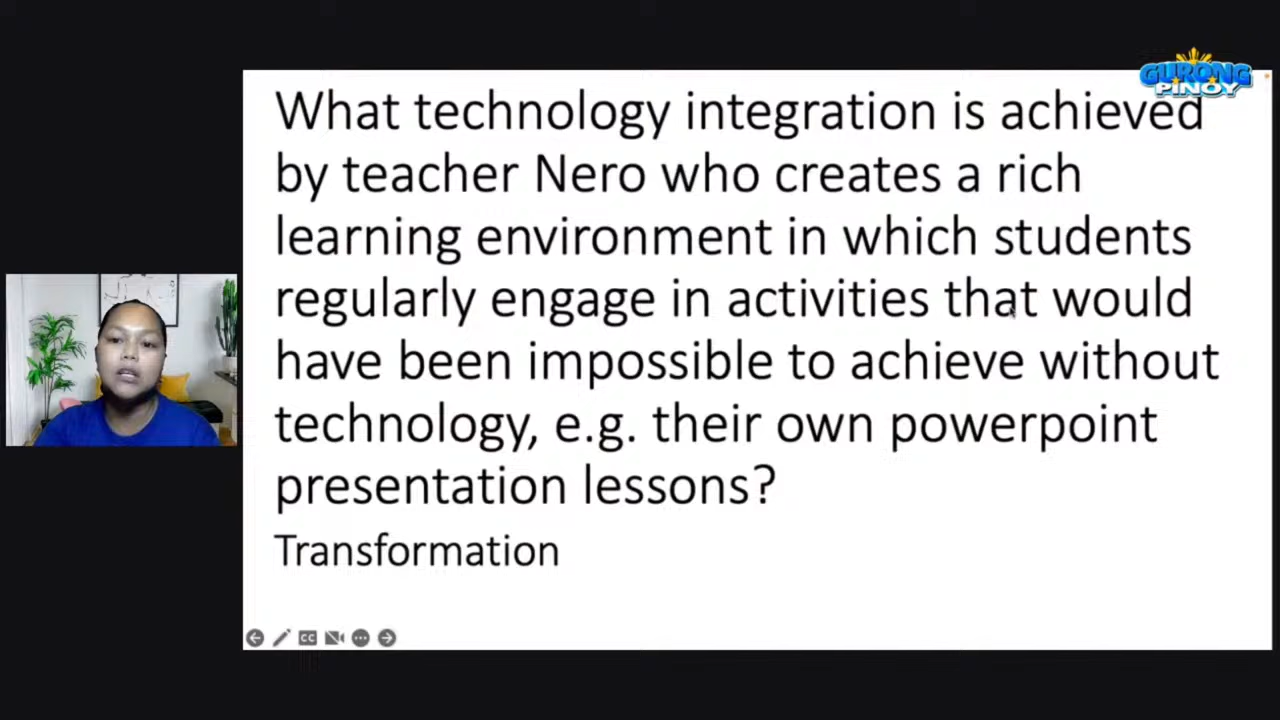 GURONG
PINOY
What technology integration is achieved
by teacher Nero who creates a rich
learning environment in which students
regularly engage in activities that would
have been impossible to achieve without
technology, e.g. their own powerpoint
presentation lessons?
Transformation
CC